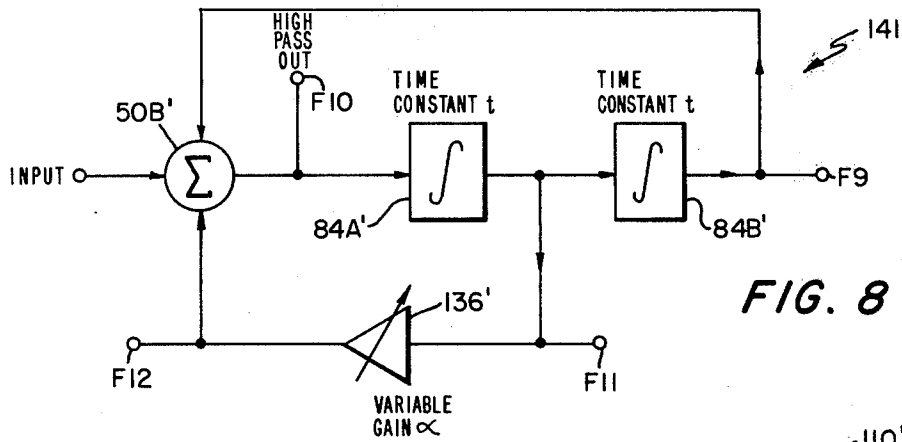 HIGH
PASS
OUT
F10
141
50B'
TIME
CONSTANT t
TIME
CONSTANT t
INPUT
Σ
∫
∫
F9
84A'
84B'
136'
FIG. 8
F12
F11
VARIABLE
GAIN ∝
110'